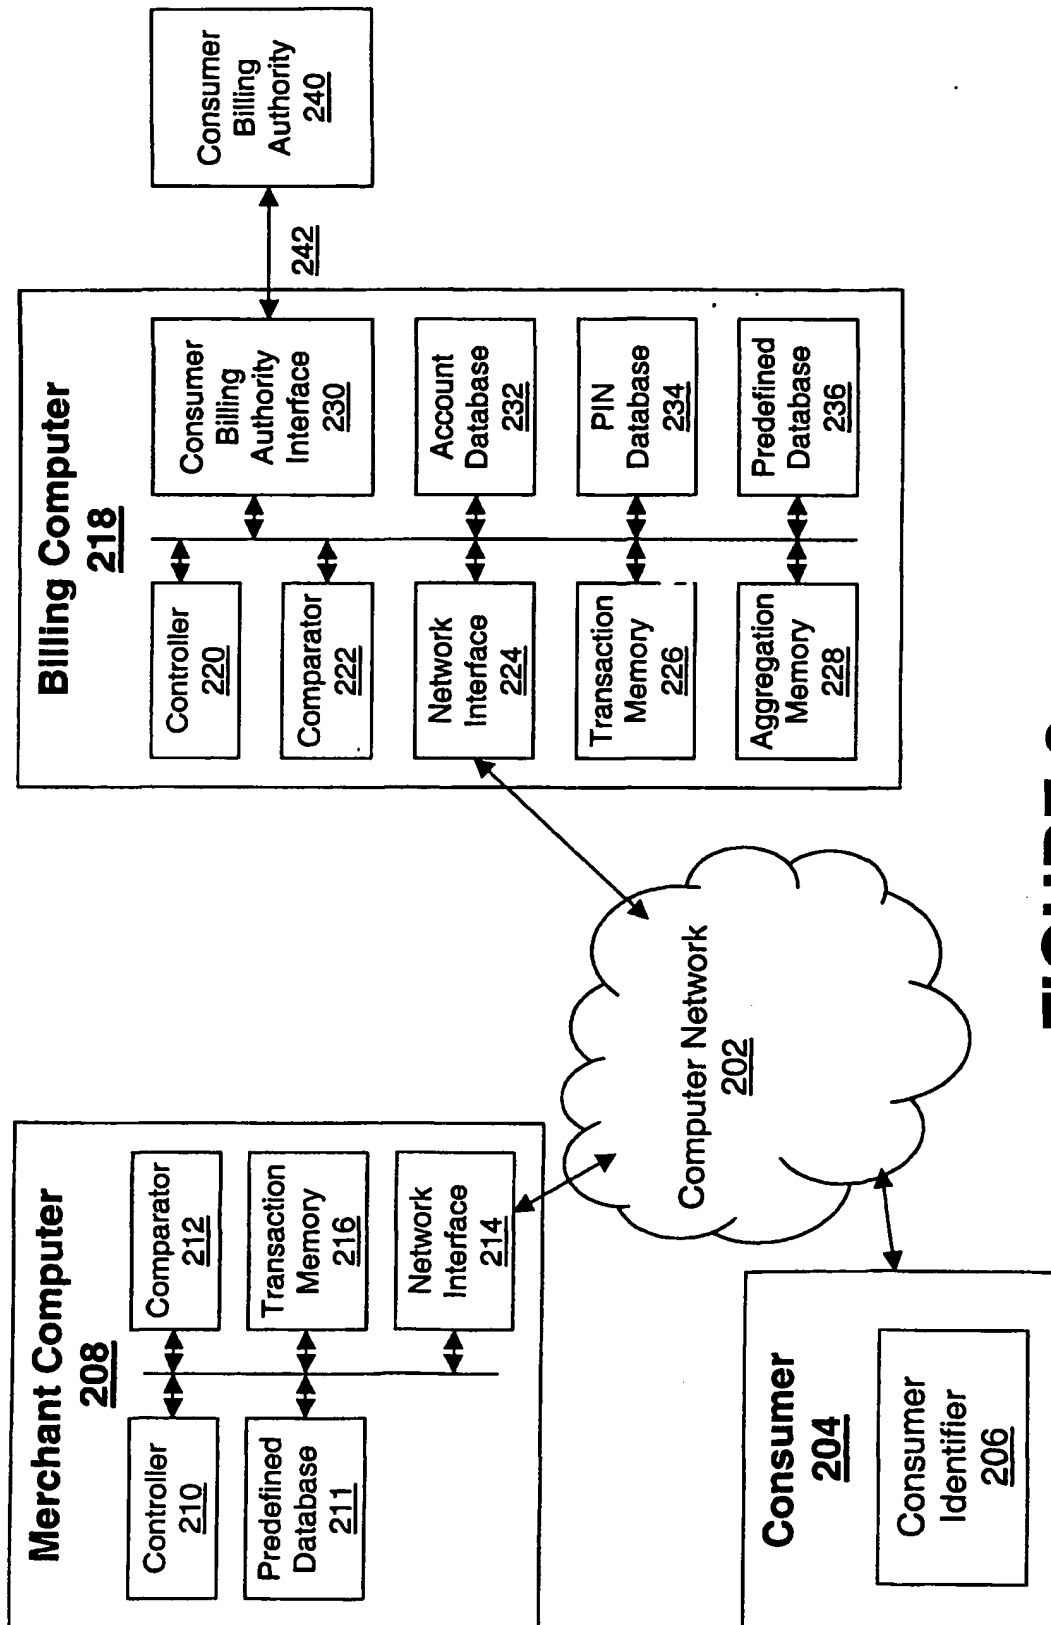 Merchant Computer
208
Controller
210
Comparator
212
Predefined
Database
211
Transaction
Memory
216
Network
Interface
214
Billing Computer
218
Controller
220
Comparator
222
Network
Interface
224
Transaction
Memory
226
Aggregation
Memory
228
Consumer
Billing
Authority
Interface
230
Account
Database
232
PIN
Database
234
Predefined
Database
236
242
Consumer
Billing
Authority
240
Computer Network
202
Consumer
204
Consumer
Identifier
206